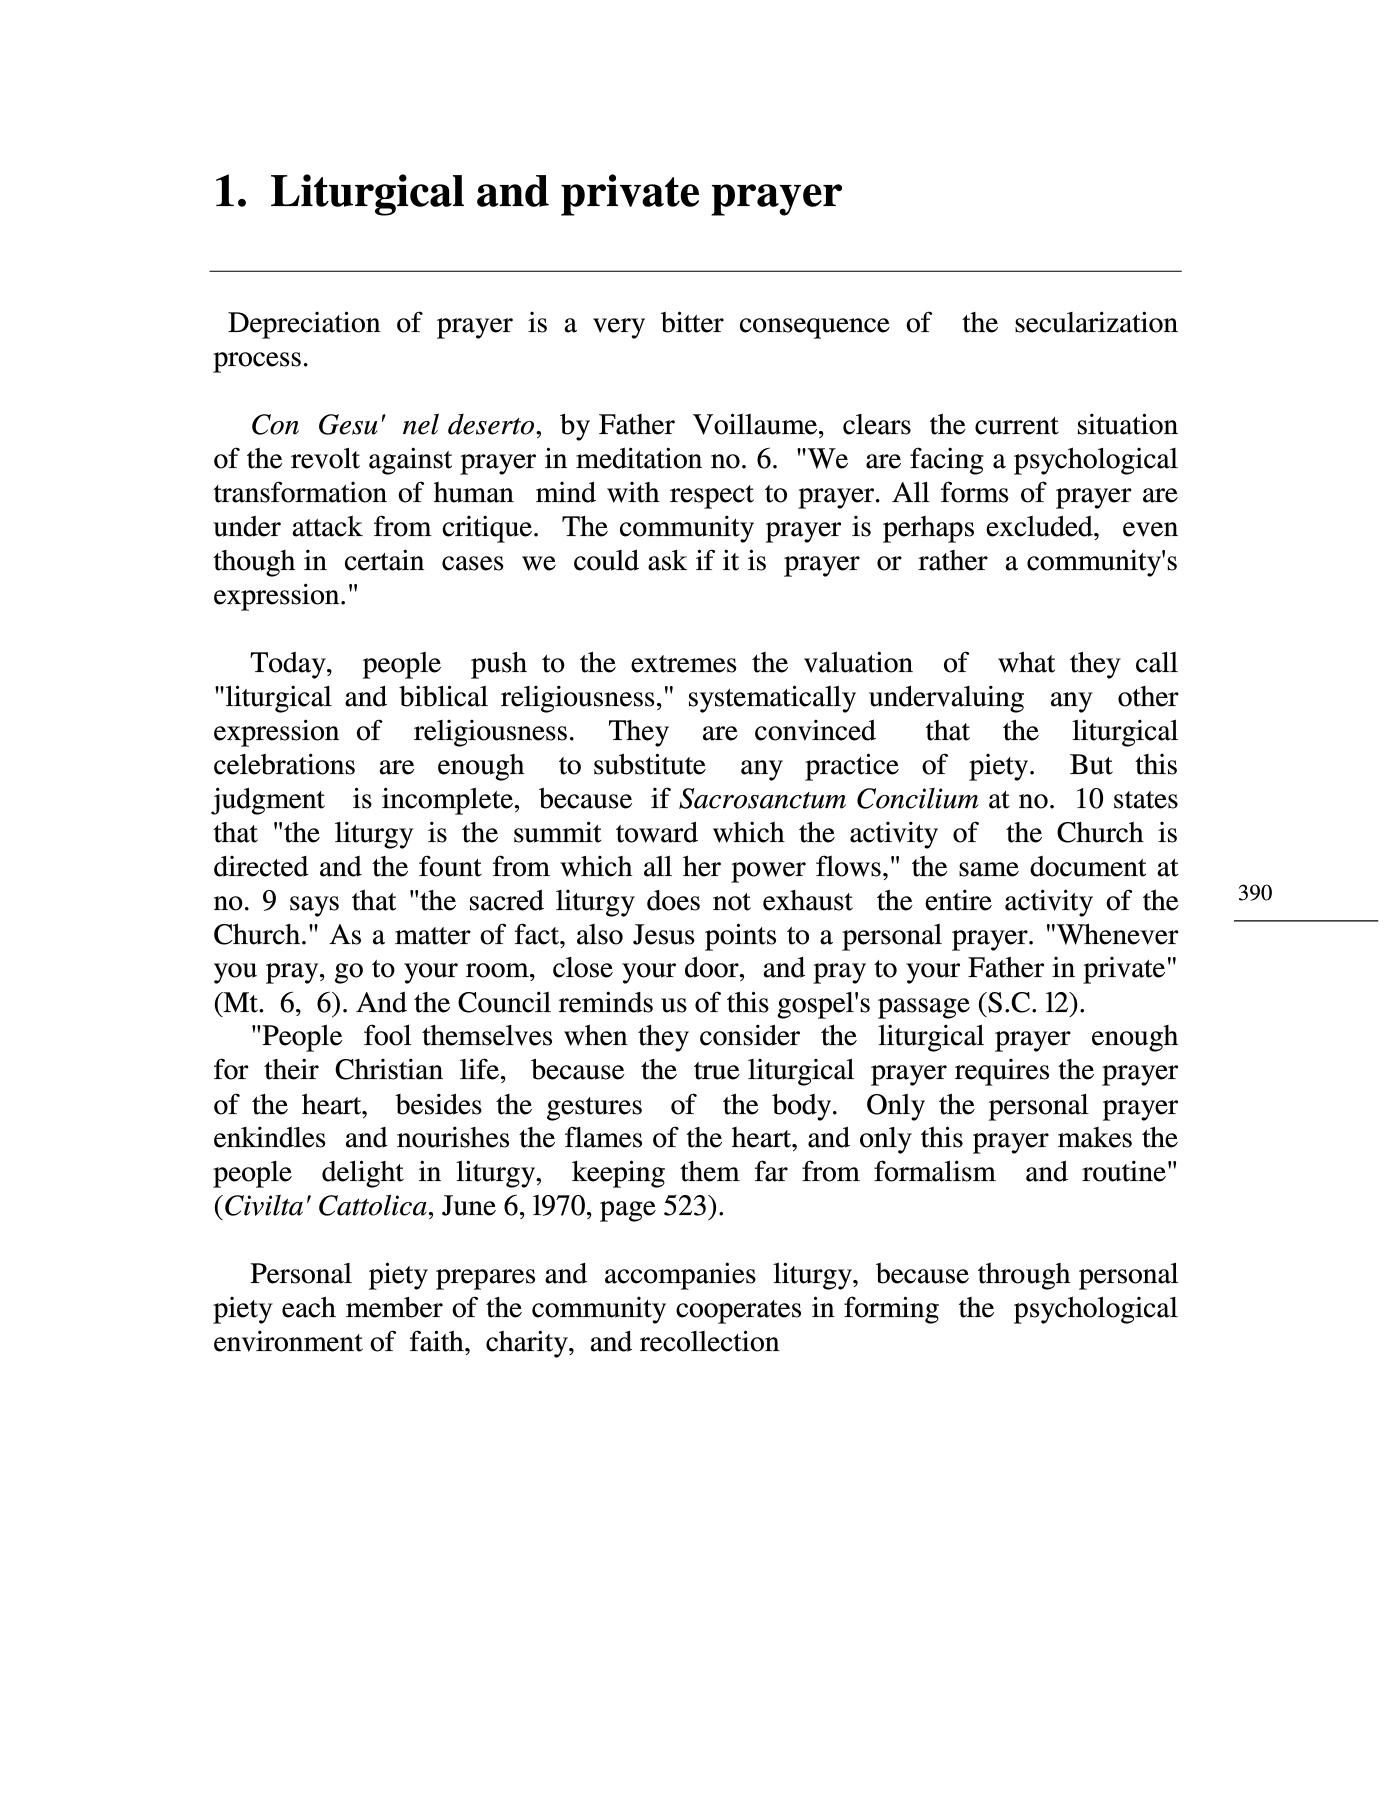 1. Liturgical and private prayer
Depreciation of prayer is a very bitter consequence of the secularization
process.
Con Gesu' nel deserto, by Father Voillaume, clears the current situation
of the revolt against prayer in meditation no. 6. "We are facing a psychological
transformation of human mind with respect to prayer. All forms of prayer are
under attack from critique. The community prayer is perhaps excluded, even
though in certain cases we could ask if it is prayer or rather a community's
expression."
Today, people push to the extremes the valuation of what they call
"liturgical and biblical religiousness," systematically undervaluing any other
expression of religiousness. They are convinced that the liturgical
celebrations are enough to substitute any practice of piety. But this
judgment is incomplete, because if Sacrosanctum Concilium at no. 10 states
that "the liturgy is the summit toward which the activity of the Church is
directed and the fount from which all her power flows," the same document at
no. 9 says that "the sacred liturgy does not exhaust the entire activity of the
Church." As a matter of fact, also Jesus points to a personal prayer. "Whenever
you pray, go to your room, close your door, and pray to your Father in private"
(Mt. 6, 6). And the Council reminds us of this gospel's passage (S.C. l2).
"People fool themselves when they consider the liturgical prayer enough
for their Christian life, because the true liturgical prayer requires the prayer
of the heart, besides the gestures of the body. Only the personal prayer
enkindles and nourishes the flames of the heart, and only this prayer makes the
people delight in liturgy, keeping them far from formalism and routine"
(Civilta' Cattolica, June 6, l970, page 523).
Personal piety prepares and accompanies liturgy, because through personal
piety each member of the community cooperates in forming the psychological
environment of faith, charity, and recollection
390